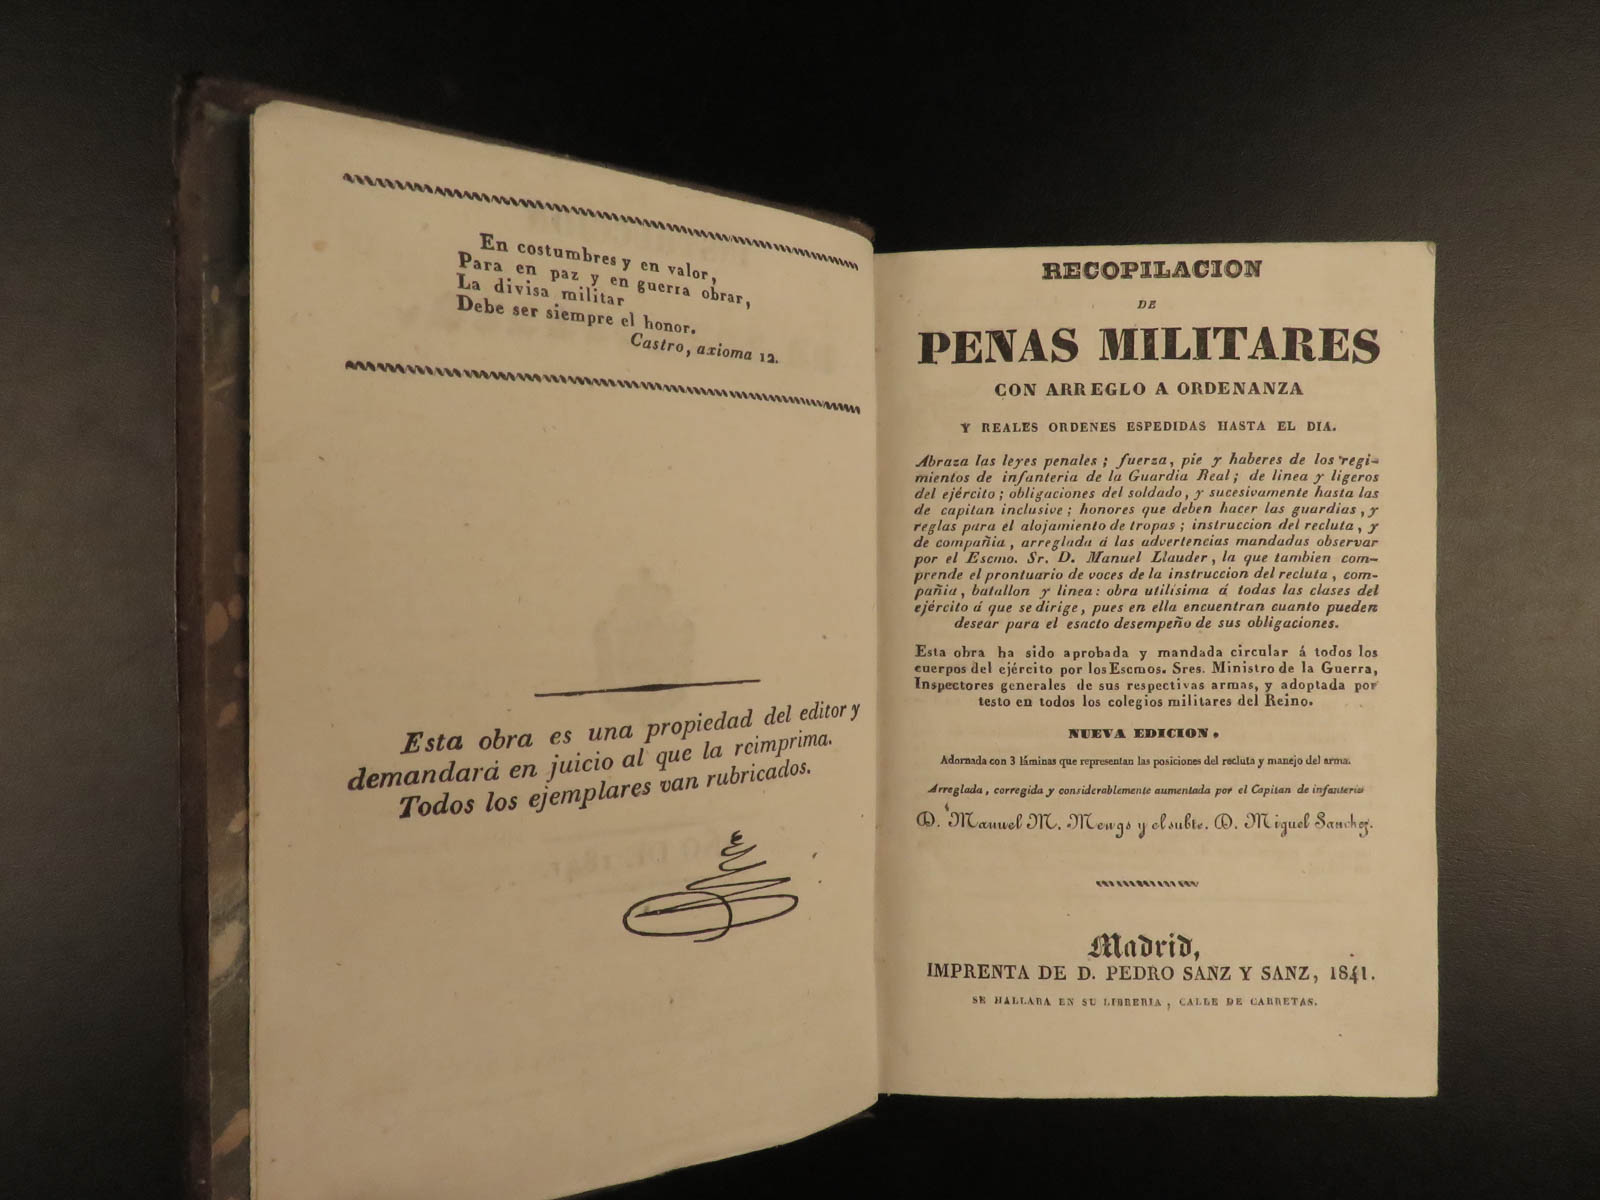 En costumbres y en valor,
Para en paz y en guerra obrar,
La divisa militar
Debe ser siempre el honor.
Castro, axioma 12.
Esta obra es una propiedad del editor y
demandará en juicio al que la reimprima.
Todos los ejemplares van rubricados.
RECOPILACION
DE
PENAS MILITARES
CON ARREGLO A ORDENANZA
Y REALES ORDENES ESPEDIDAS HASTA EL DIA.
Abraza las leyes penales; fuerza, pie y haberes de los regi-
mientos de infanteria de la Guardia Real; de linea y ligeros
del ejército; obligaciones del soldado, y sucesivamente hasta las
de capitan inclusive; honores que deben hacer las guardias, y
reglas para el alojamiento de tropas; instruccion del recluta, y
de compañia, arreglada á las advertencias mandadas observar
por el Escmo. Sr. D. Manuel Llauder, la que tambien com-
prende el prontuario de voces de la instruccion del recluta, com-
pañia, batallon y linea: obra utilísima á todas las clases del
ejército á que se dirige, pues en ella encuentran cuanto pueden
desear para el esacto desempeño de sus obligaciones.
Esta obra ha sido aprobada y mandada circular á todos los
cuerpos del ejército por los Escmos. Sres. Ministro de la Guerra,
Inspectores generales de sus respectivas armas, y adoptada por
testo en todos los colegios militares del Reino.
NUEVA EDICION.
Adornada con 3 láminas que representan las posiciones del recluta y manejo del arma.
Arreglada, corregida y considerablemente aumentada por el Capitan de infanteria
D. Manuel M. Mewgs y el subte. D. Miguel Sanchez.
Madrid,
IMPRENTA DE D. PEDRO SANZ Y SANZ, 1841.
SE HALLARA EN SU LIBRERIA, CALLE DE CARRETAS.